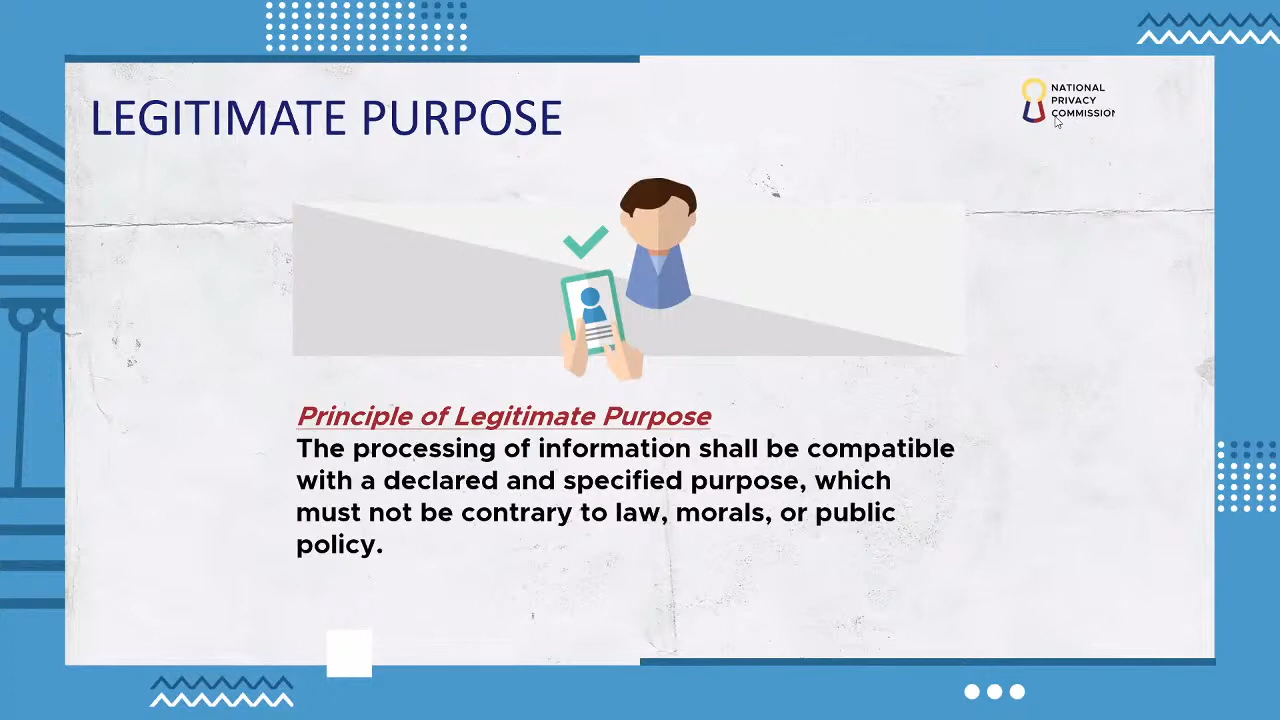 LEGITIMATE PURPOSE
NATIONAL
PRIVACY
COMMISSION
Principle of Legitimate Purpose
The processing of information shall be compatible
with a declared and specified purpose, which
must not be contrary to law, morals, or public
policy.